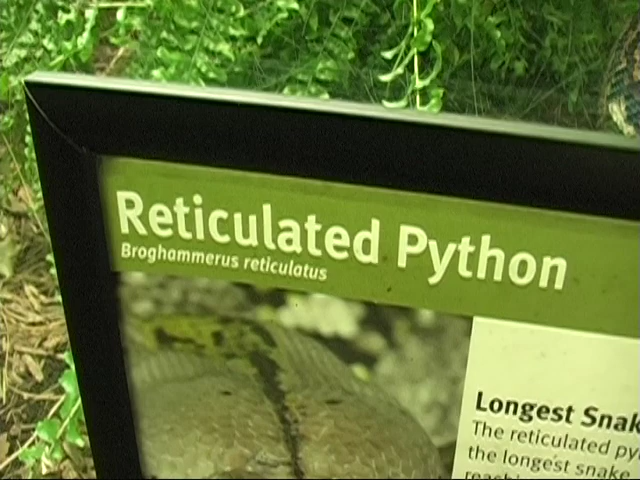 Reticulated Python
Broghammerus reticulatus
Longest Snak
The reticulated py
the longest snake